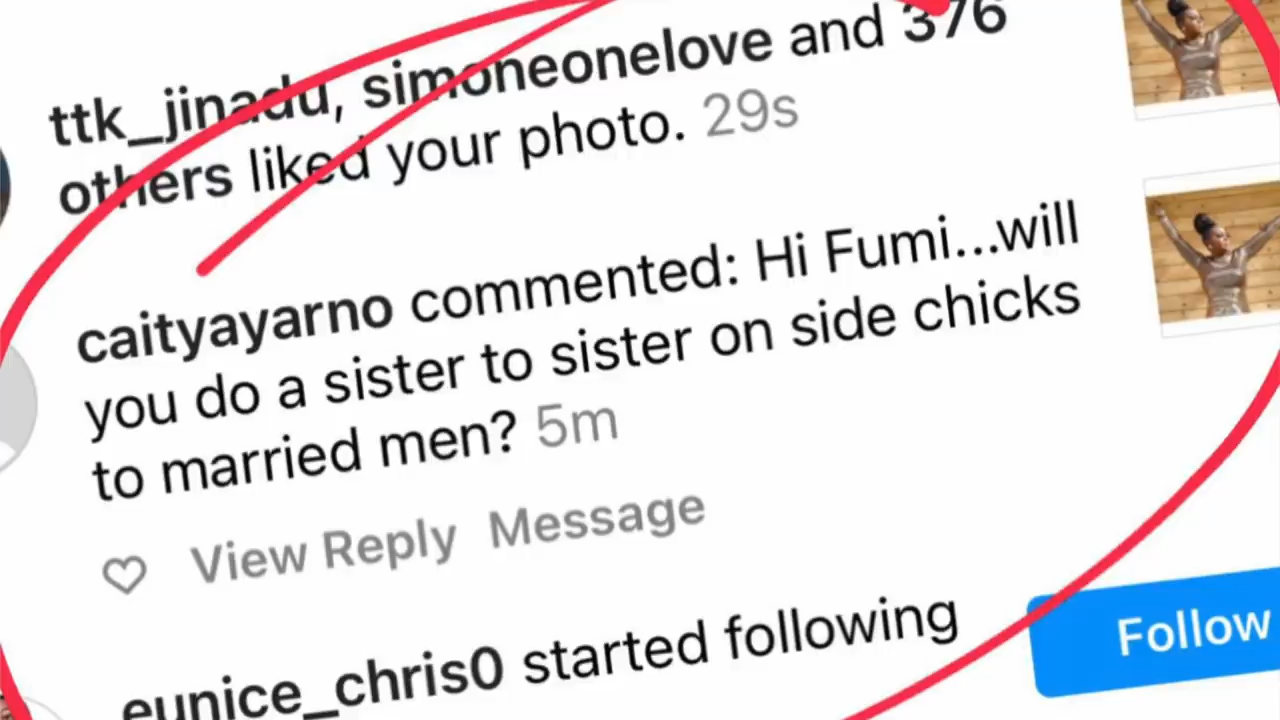 ttk_jinadu, simoneonelove and 376
others liked your photo. 29s
caityayarno commented: Hi Fumi...will
you do a sister to sister on side chicks
to married men? 5m
View Reply Message
eunice_chris0 started following
Follow